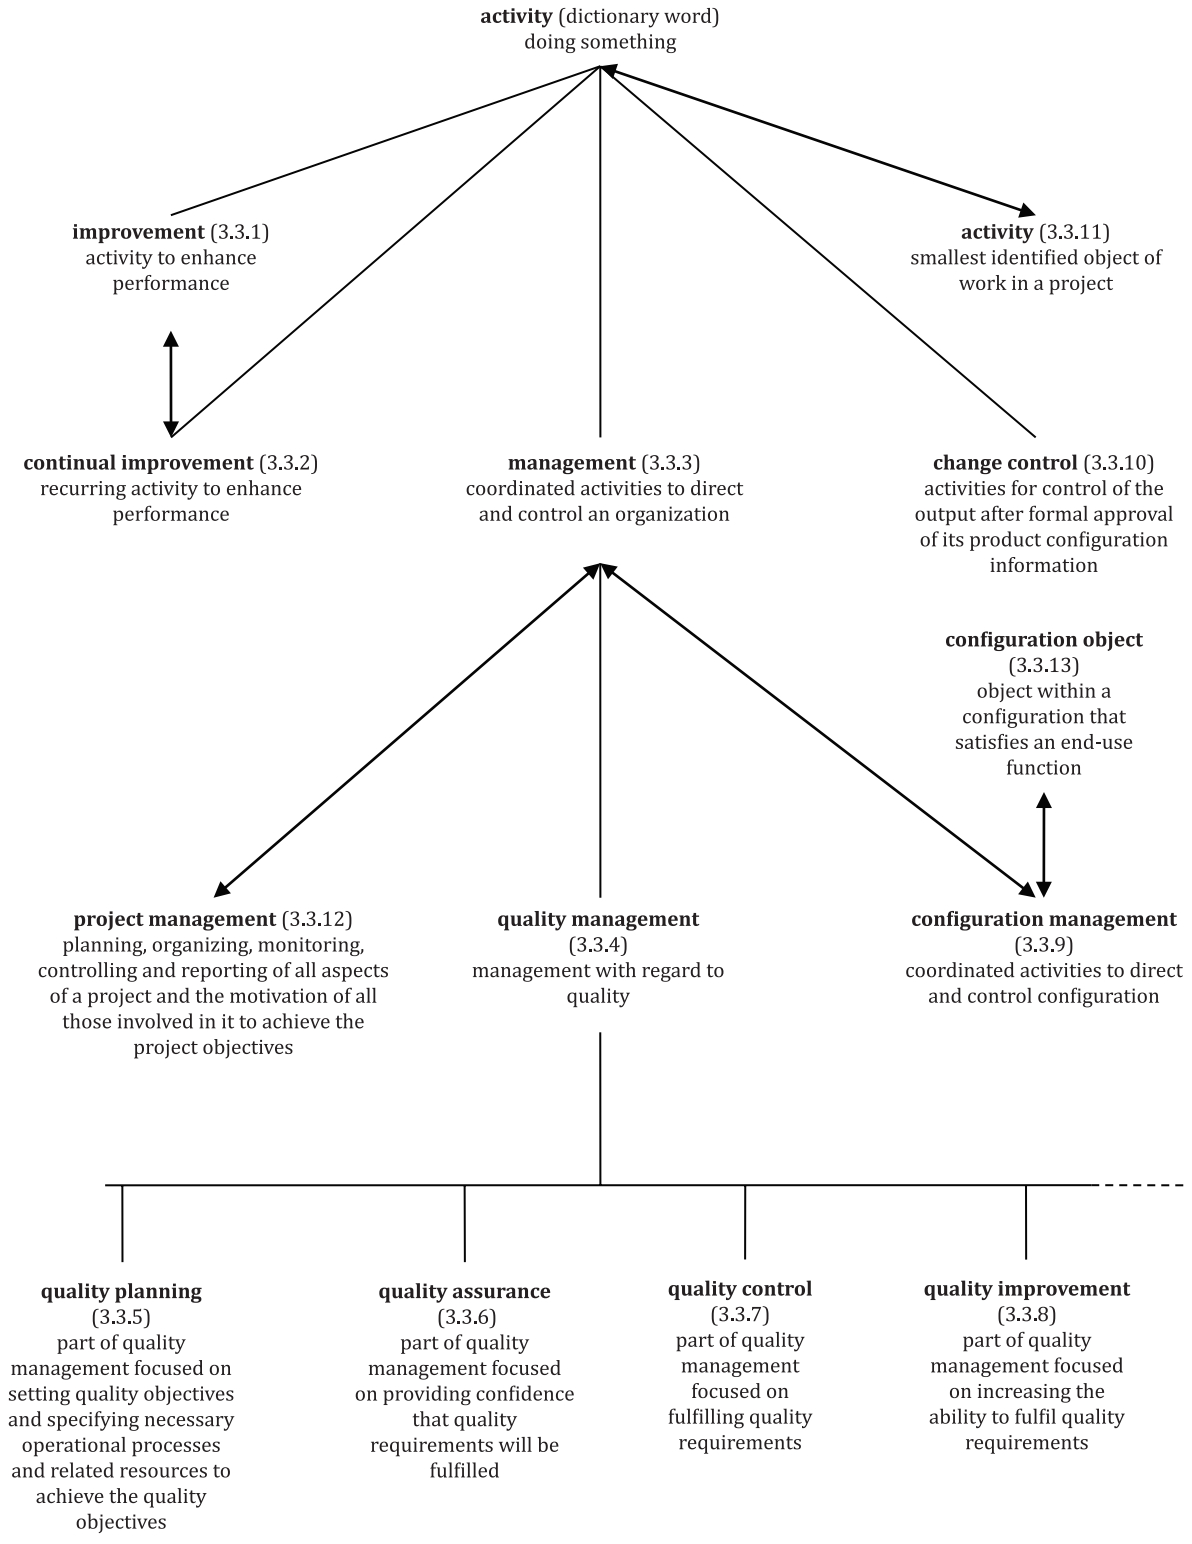 activity (dictionary word)
doing something
improvement (3.3.1)
activity to enhance
performance
activity (3.3.11)
smallest identified object of
work in a project
continual improvement (3.3.2)
recurring activity to enhance
performance
management (3.3.3)
coordinated activities to direct
and control an organization
change control (3.3.10)
activities for control of the
output after formal approval
of its product configuration
information
configuration object
(3.3.13)
object within a
configuration that
satisfies an end-use
function
project management (3.3.12)
planning, organizing, monitoring,
controlling and reporting of all aspects
of a project and the motivation of all
those involved in it to achieve the
project objectives
quality management
(3.3.4)
management with regard to
quality
configuration management
(3.3.9)
coordinated activities to direct
and control configuration
quality planning
(3.3.5)
part of quality
management focused on
setting quality objectives
and specifying necessary
operational processes
and related resources to
achieve the quality
objectives
quality assurance
(3.3.6)
part of quality
management focused
on providing confidence
that quality
requirements will be
fulfilled
quality control
(3.3.7)
part of quality
management
focused on
fulfilling quality
requirements
quality improvement
(3.3.8)
part of quality
management focused
on increasing the
ability to fulfil quality
requirements